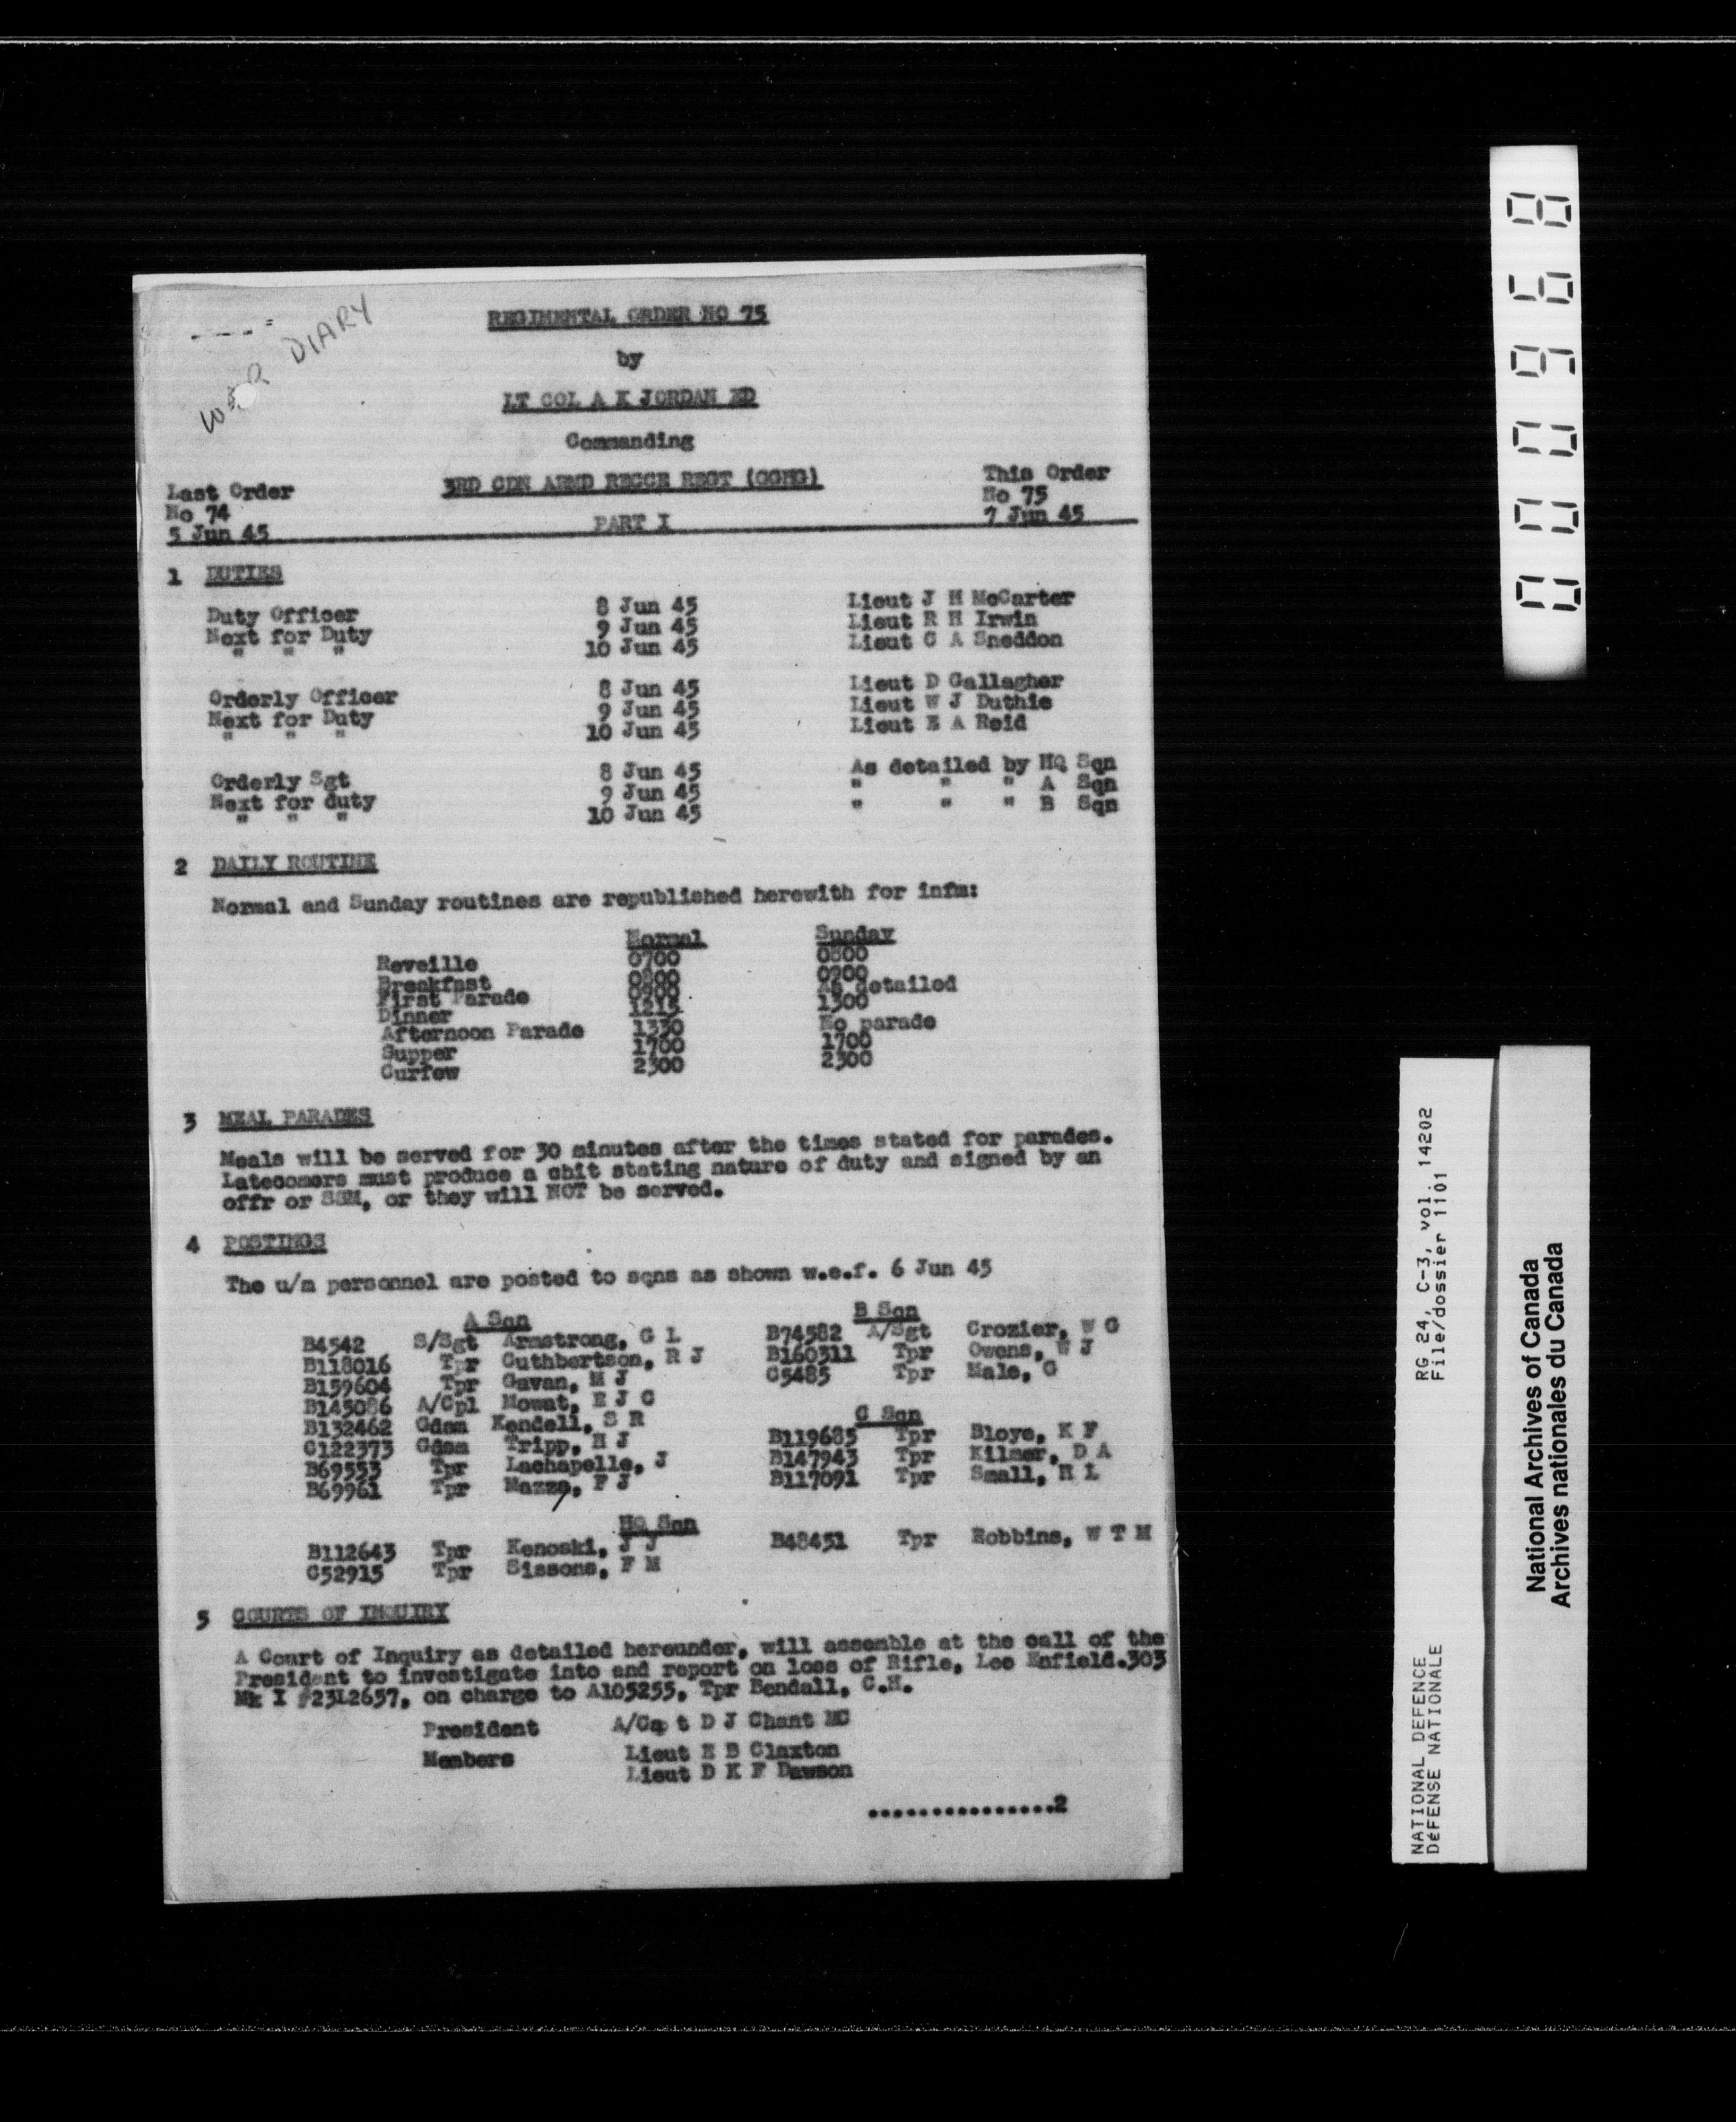 WAR DIARY
REGIMENTAL ORDER NO 75
by
LT COL A K JORDAN ED
Commanding
3RD CDN ARMD RECCE REGT (GGHG)
Last Order
No 74
5 Jun 45
This Order
No 75
7 Jun 45
PART I
1 DUTIES
Duty Officer 8 Jun 45 Lieut J H McCarter
Next for Duty 9 Jun 45 Lieut R H Irwin
" " " 10 Jun 45 Lieut C A Sneddon
Orderly Officer 8 Jun 45 Lieut D Gallagher
Next for Duty 9 Jun 45 Lieut W J Duthie
" " " 10 Jun 45 Lieut E A Reid
Orderly Sgt 8 Jun 45 As detailed by HQ Sqn
Next for duty 9 Jun 45 " " " A Sqn
" " " 10 Jun 45 " " " B Sqn
2 DAILY ROUTINE
Normal and Sunday routines are republished herewith for infm:
Normal Sunday
Reveille 0700 0800
Breakfast 0800 0900
First Parade 0900 As detailed
Dinner 1215 1300
Afternoon Parade 1330 No parade
Supper 1700 1700
Curfew 2300 2300
3 MEAL PARADES
Meals will be served for 30 minutes after the times stated for parades.
Latecomers must produce a chit stating nature of duty and signed by an
offr or SSM, or they will NOT be served.
4 POSTINGS
The u/m personnel are posted to sqns as shown w.e.f. 6 Jun 45
A Sqn
B4542 S/Sgt Armstrong, G L
B118016 Tpr Cuthbertson, R J
B159604 Tpr Gavan, M J
B145086 A/Cpl Mowat, E J C
B132462 Gdsm Kendell, S R
C122373 Gdsm Tripp, H J
B69553 Tpr Lachapelle, J
B69961 Tpr Mazzo, F J
B Sqn
B74582 A/Sgt Crozier, W G
B160311 Tpr Owens, W J
C5485 Tpr Male, G
C Sqn
B119685 Tpr Bloye, K F
B147943 Tpr Kilmer, D A
B117091 Tpr Small, R L
HQ Sqn
B112643 Tpr Kenoski, J J
C52915 Tpr Sissons, F M
B48451 Tpr Robbins, W T M
5 COURTS OF INQUIRY
A Court of Inquiry as detailed hereunder, will assemble at the call of the
President to investigate into and report on loss of Rifle, Lee Enfield.303
Mk I #23L2657, on charge to A105255, Tpr Bendall, C.H.
President A/Cap t D J Chant MC
Members Lieut E B Claxton
Lieut D K F Dawson
................2
000968
RG 24, C-3, vol. 14202
File/dossier 1101
NATIONAL DEFENCE
DéFENSE NATIONALE
National Archives of Canada
Archives nationales du Canada